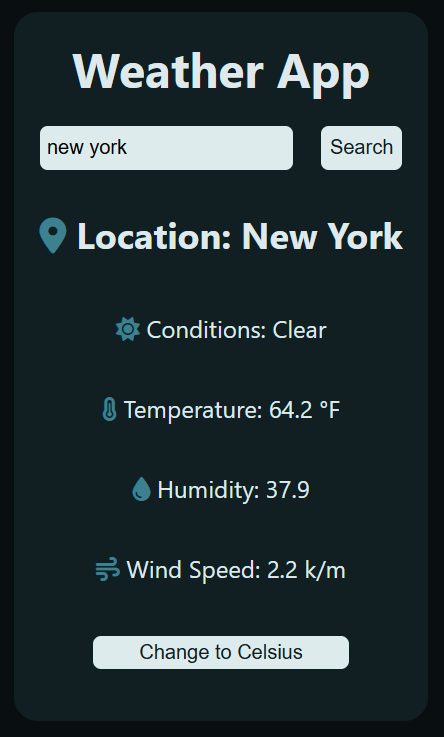 Weather App
new york
Search
Location: New York
Conditions: Clear
Temperature: 64.2 °F
Humidity: 37.9
Wind Speed: 2.2 k/m
Change to Celsius